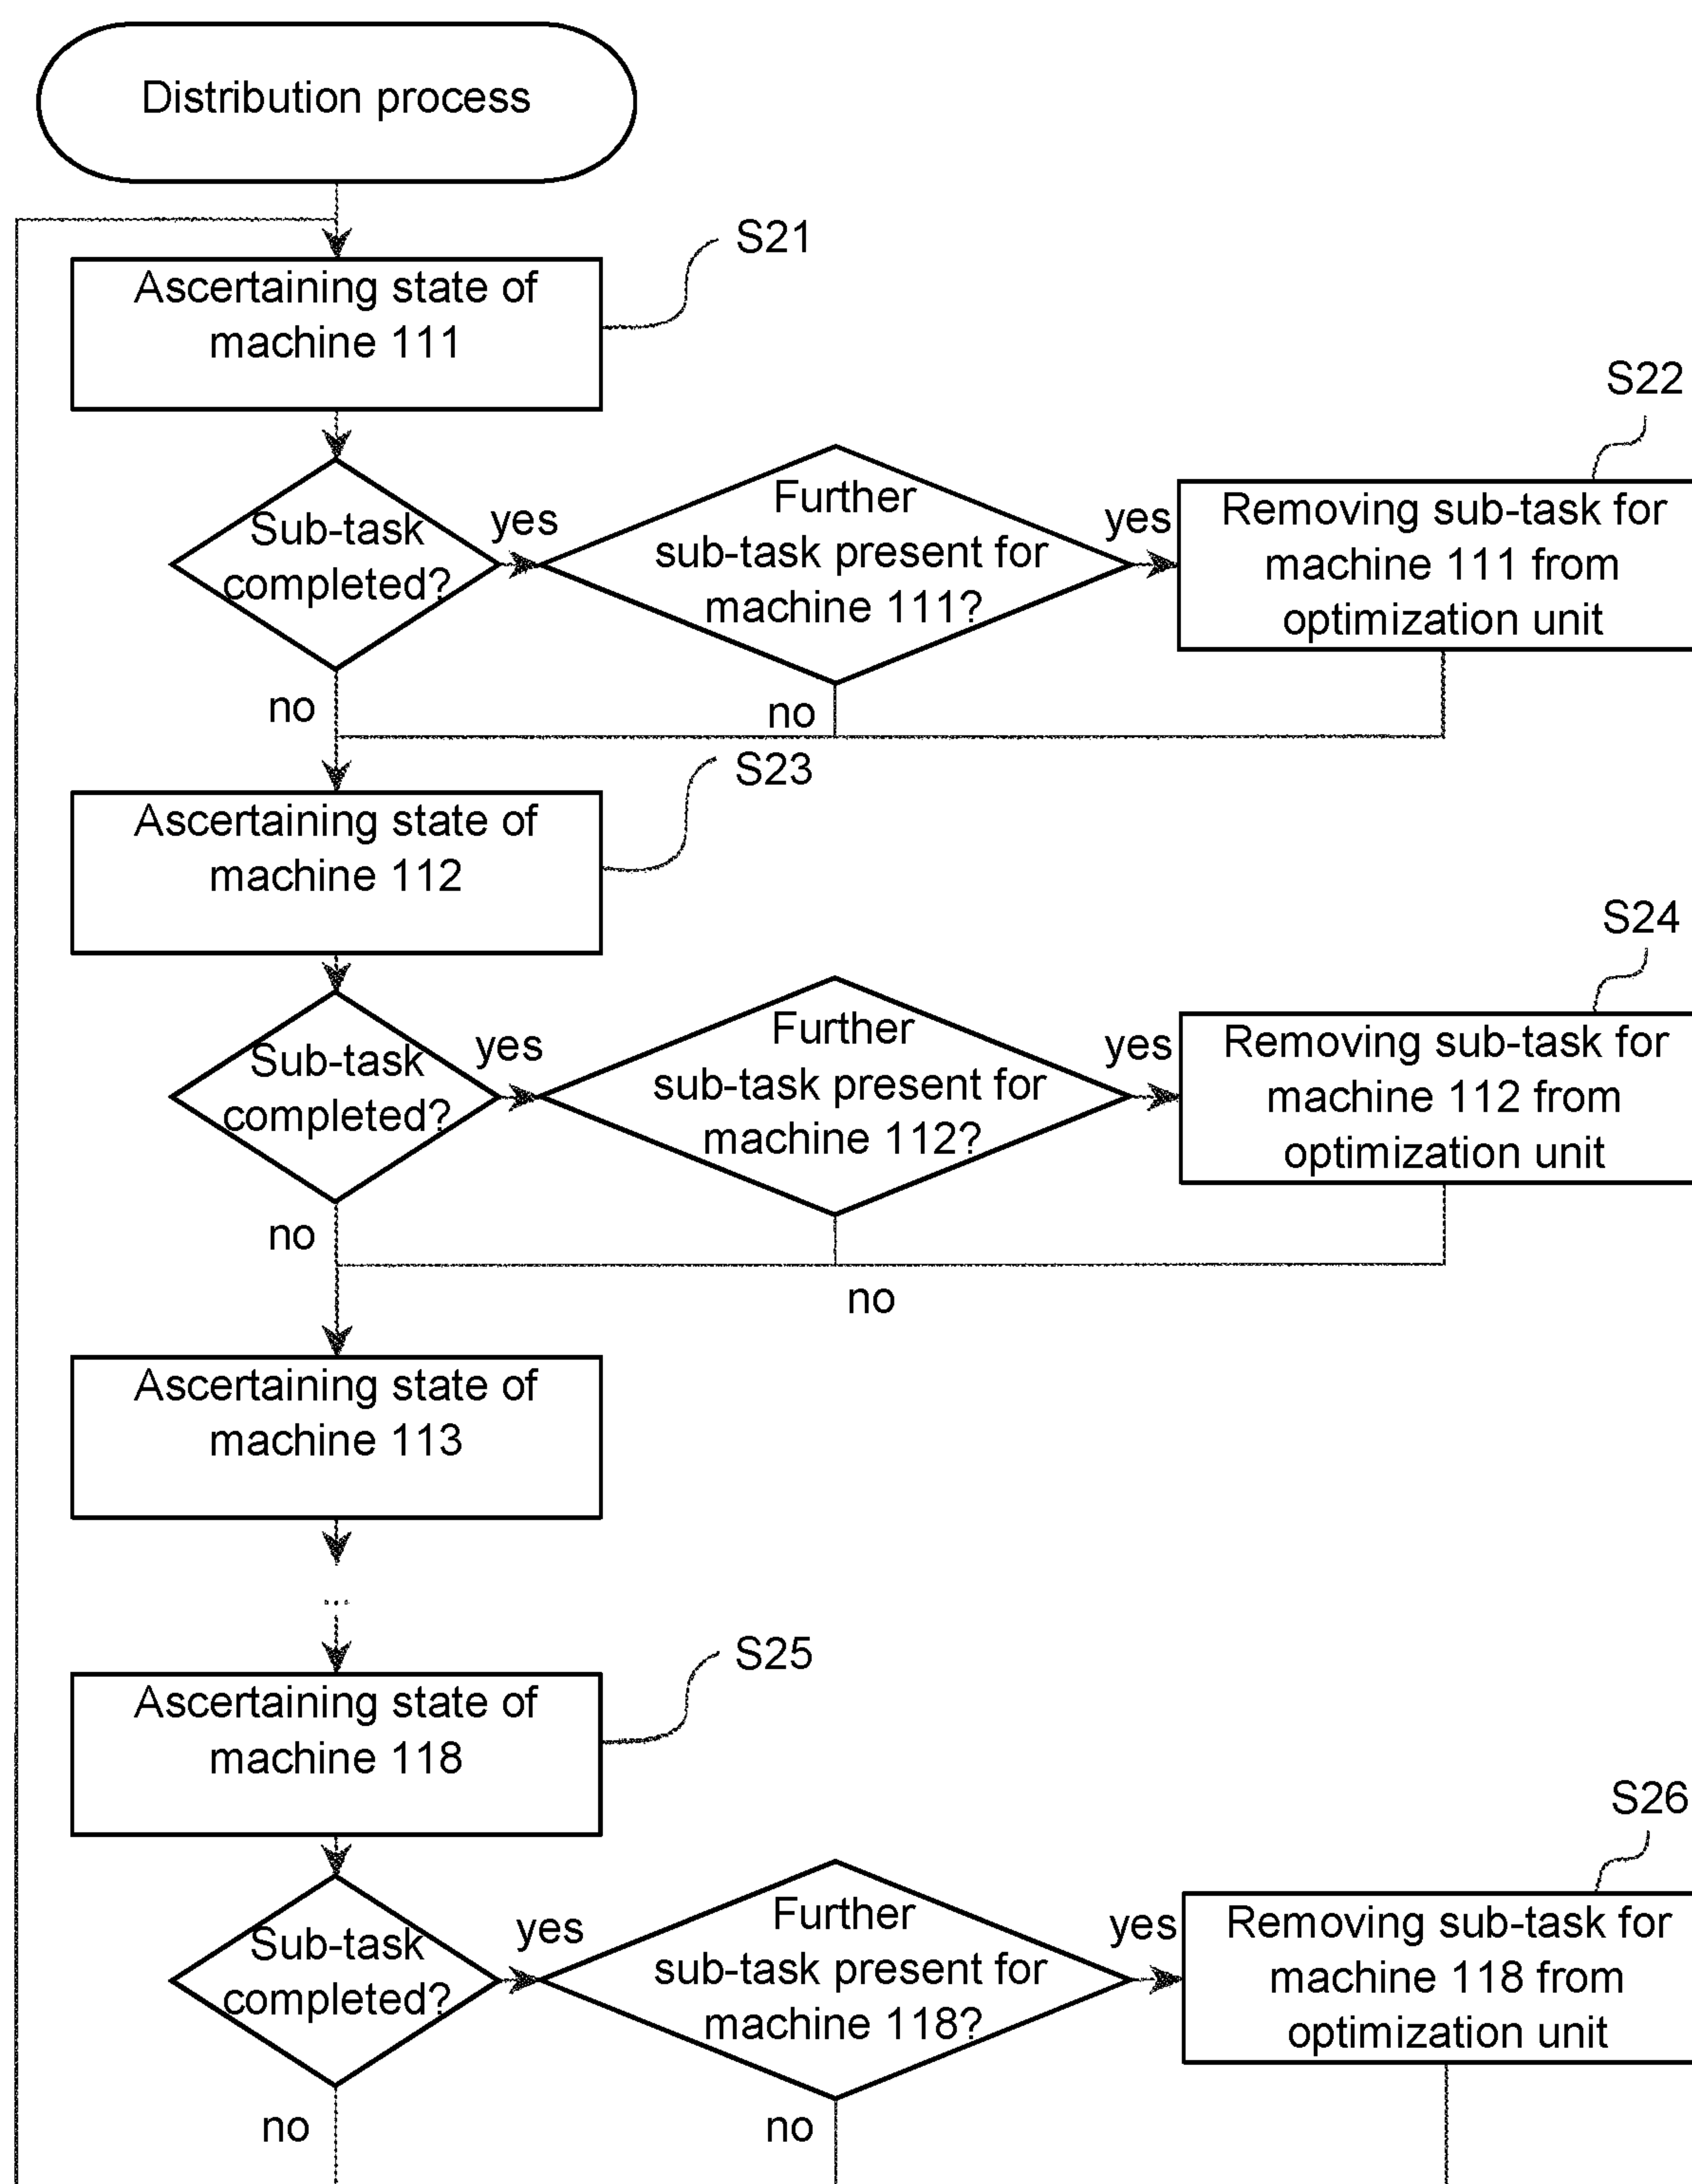 Distribution process
S21
Ascertaining state of
machine 111
S22
Sub-task
completed?
yes
Further
sub-task present for
machine 111?
yes
Removing sub-task for
machine 111 from
optimization unit
no
no
S23
Ascertaining state of
machine 112
S24
Sub-task
completed?
yes
Further
sub-task present for
machine 112?
yes
Removing sub-task for
machine 112 from
optimization unit
no
no
Ascertaining state of
machine 113
...
S25
Ascertaining state of
machine 118
S26
Sub-task
completed?
yes
Further
sub-task present for
machine 118?
yes
Removing sub-task for
machine 118 from
optimization unit
no
no